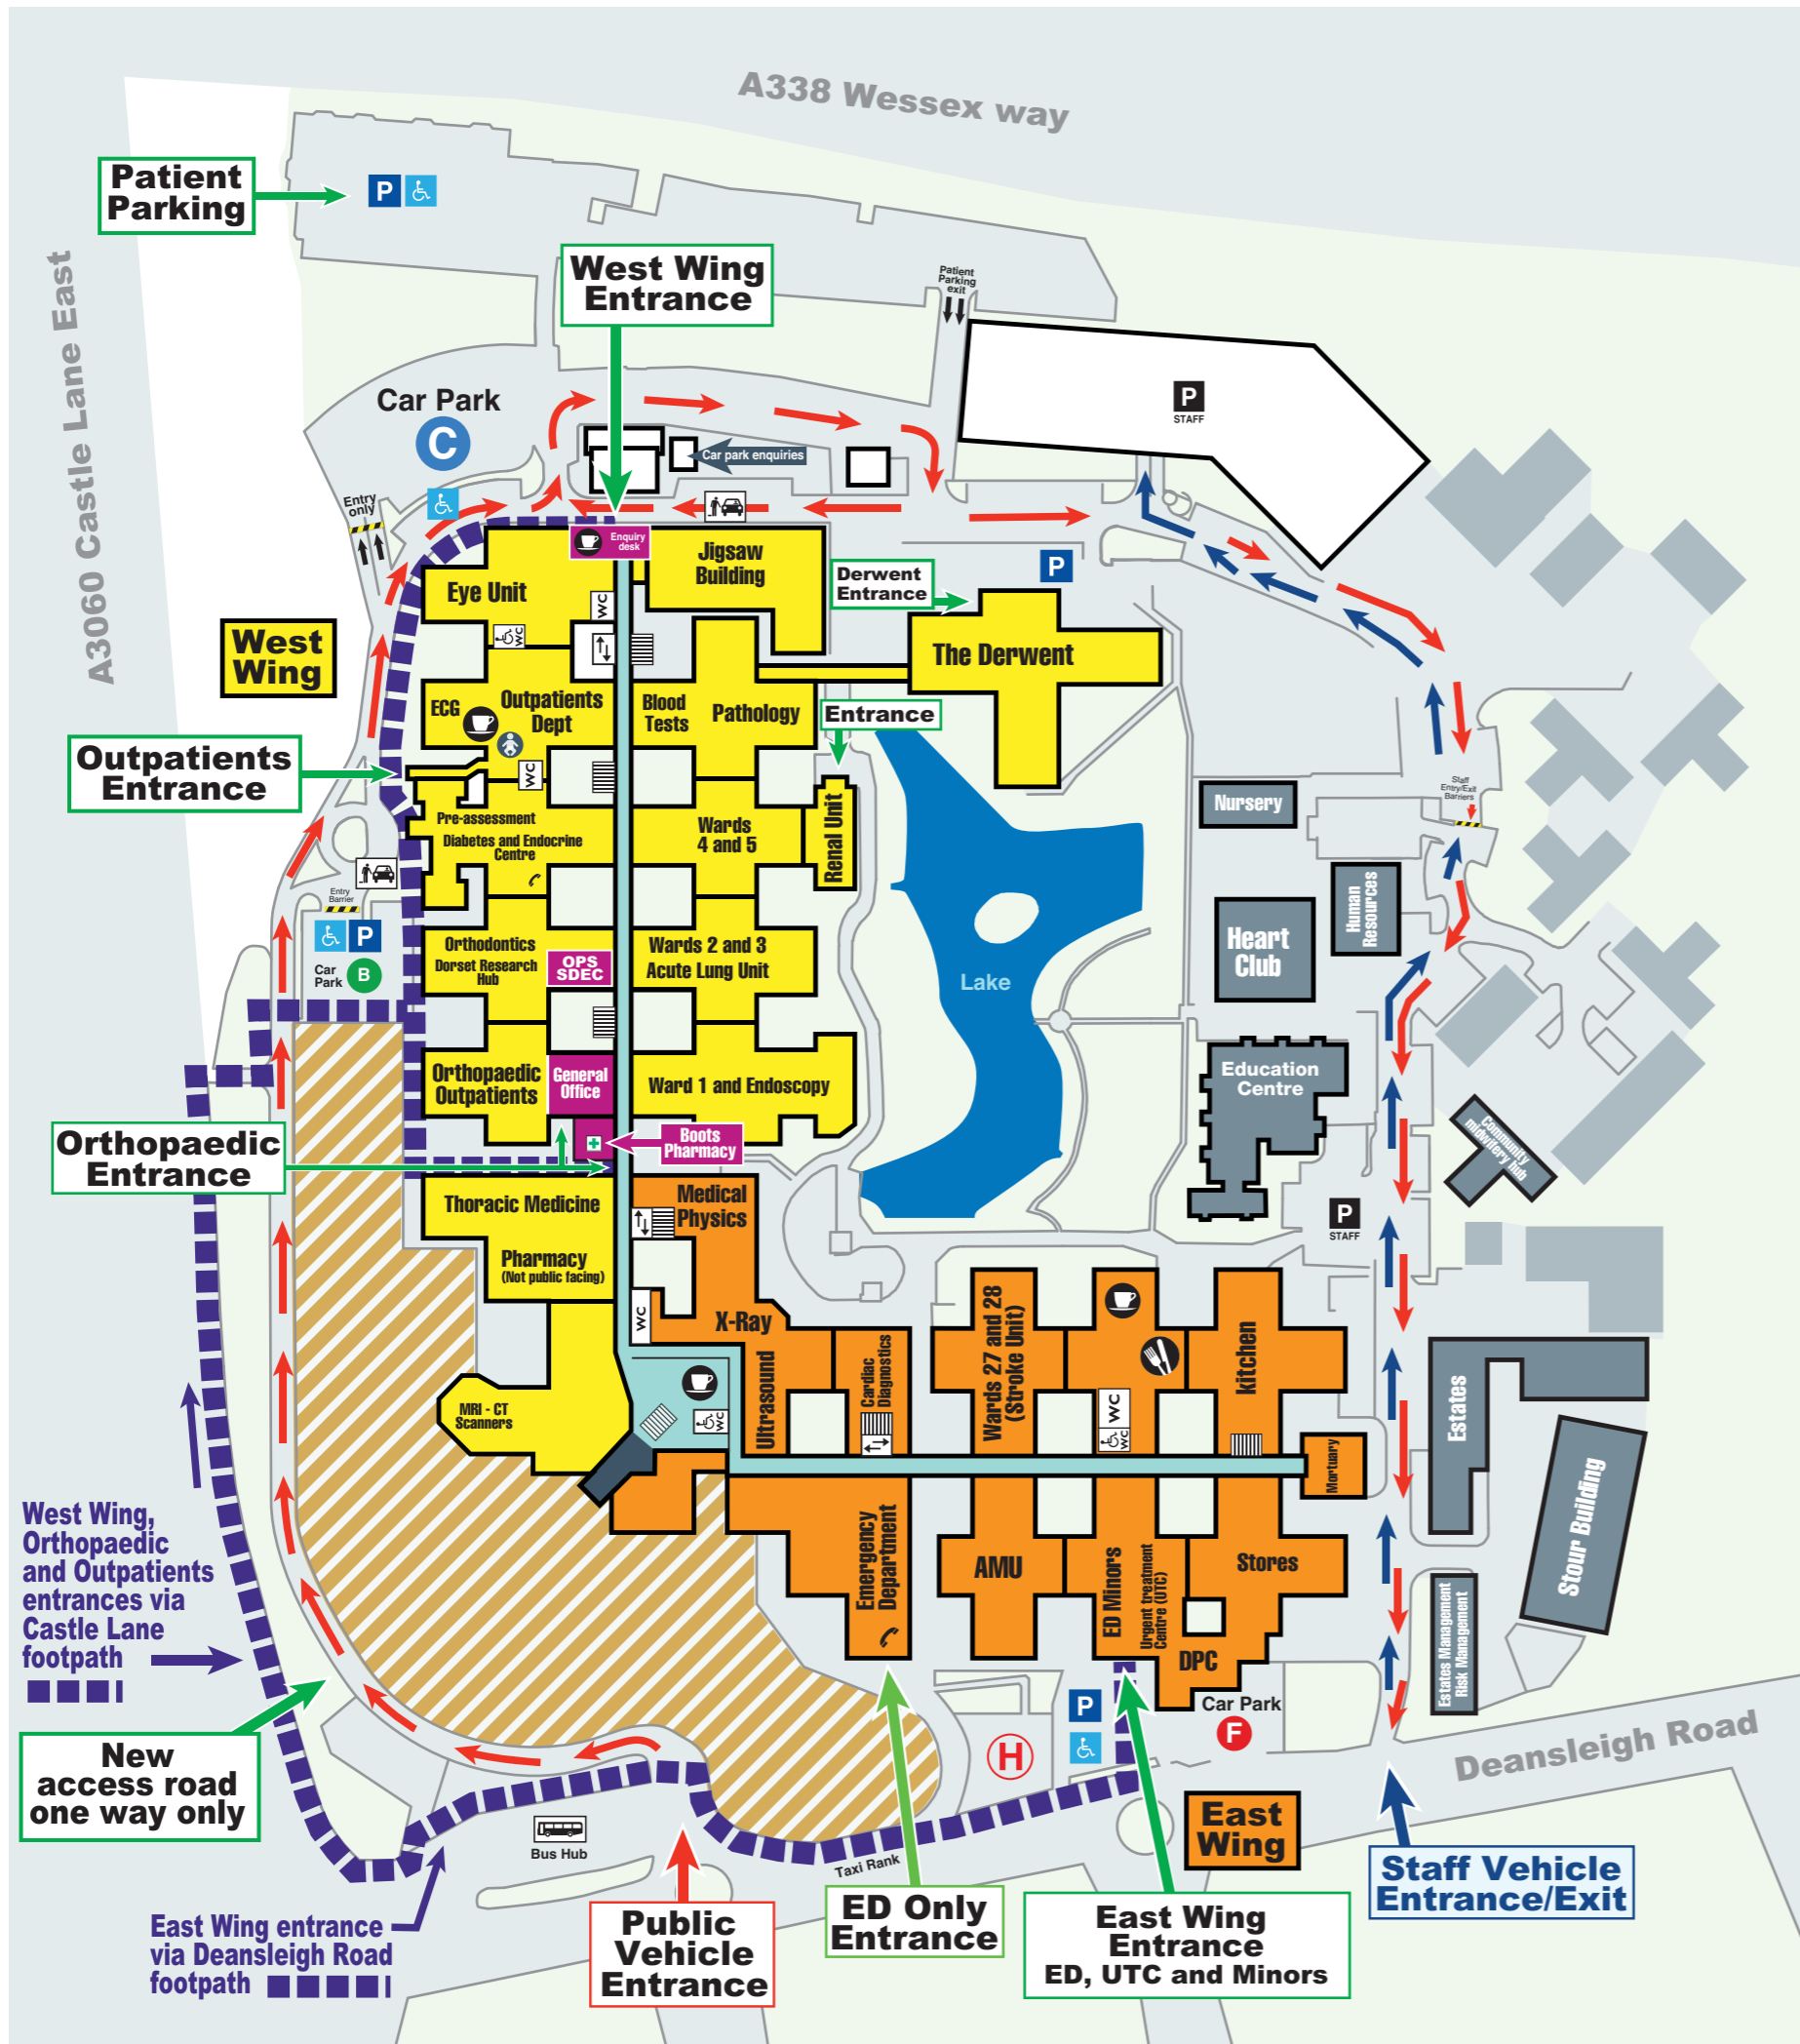 A338 Wessex way
Patient
Parking
P
A3060 Castle Lane East
West Wing
Entrance
Patient
Parking
exit
P
STAFF
Car Park
C
Car park enquiries
Entry
only
Enquiry
desk
Jigsaw
Building
Eye Unit
WC
WC
Derwent
Entrance
P
The Derwent
West
Wing
ECG
Outpatients
Dept
Blood
Tests
Pathology
Entrance
Outpatients
Entrance
WC
Pre-assessment
Diabetes and Endocrine
Centre
Wards
4 and 5
Renal Unit
Nursery
Staff
Entry/Exit
Barriers
Entry
Barrier
P
Car
Park
B
Orthodontics
Dorset Research
Hub
OPS
SDEC
Wards 2 and 3
Acute Lung Unit
Lake
Heart
Club
Human
Resources
Orthopaedic
Outpatients
General
Office
Ward 1 and Endoscopy
Education
Centre
Orthopaedic
Entrance
Boots
Pharmacy
Community
midwifery hub
Thoracic Medicine
Medical
Physics
P
STAFF
Pharmacy
(Not public facing)
WC
X-Ray
Ultrasound
Cardiac
Diagnostics
Wards 27 and 28
(Stroke Unit)
Kitchen
WC
WC
WC
MRI - CT
Scanners
Mortuary
Estates
Stour Building
Emergency
Department
AMU
ED Minors
Urgent treatment
Centre (UTC)
Stores
DPC
Estates Management
Risk Management
West Wing,
Orthopaedic
and Outpatients
entrances via
Castle Lane
footpath
New
access road
one way only
P
Car Park
F
H
Deansleigh Road
East
Wing
Bus Hub
Taxi Rank
Staff Vehicle
Entrance/Exit
East Wing entrance
via Deansleigh Road
footpath
Public
Vehicle
Entrance
ED Only
Entrance
East Wing
Entrance
ED, UTC and Minors